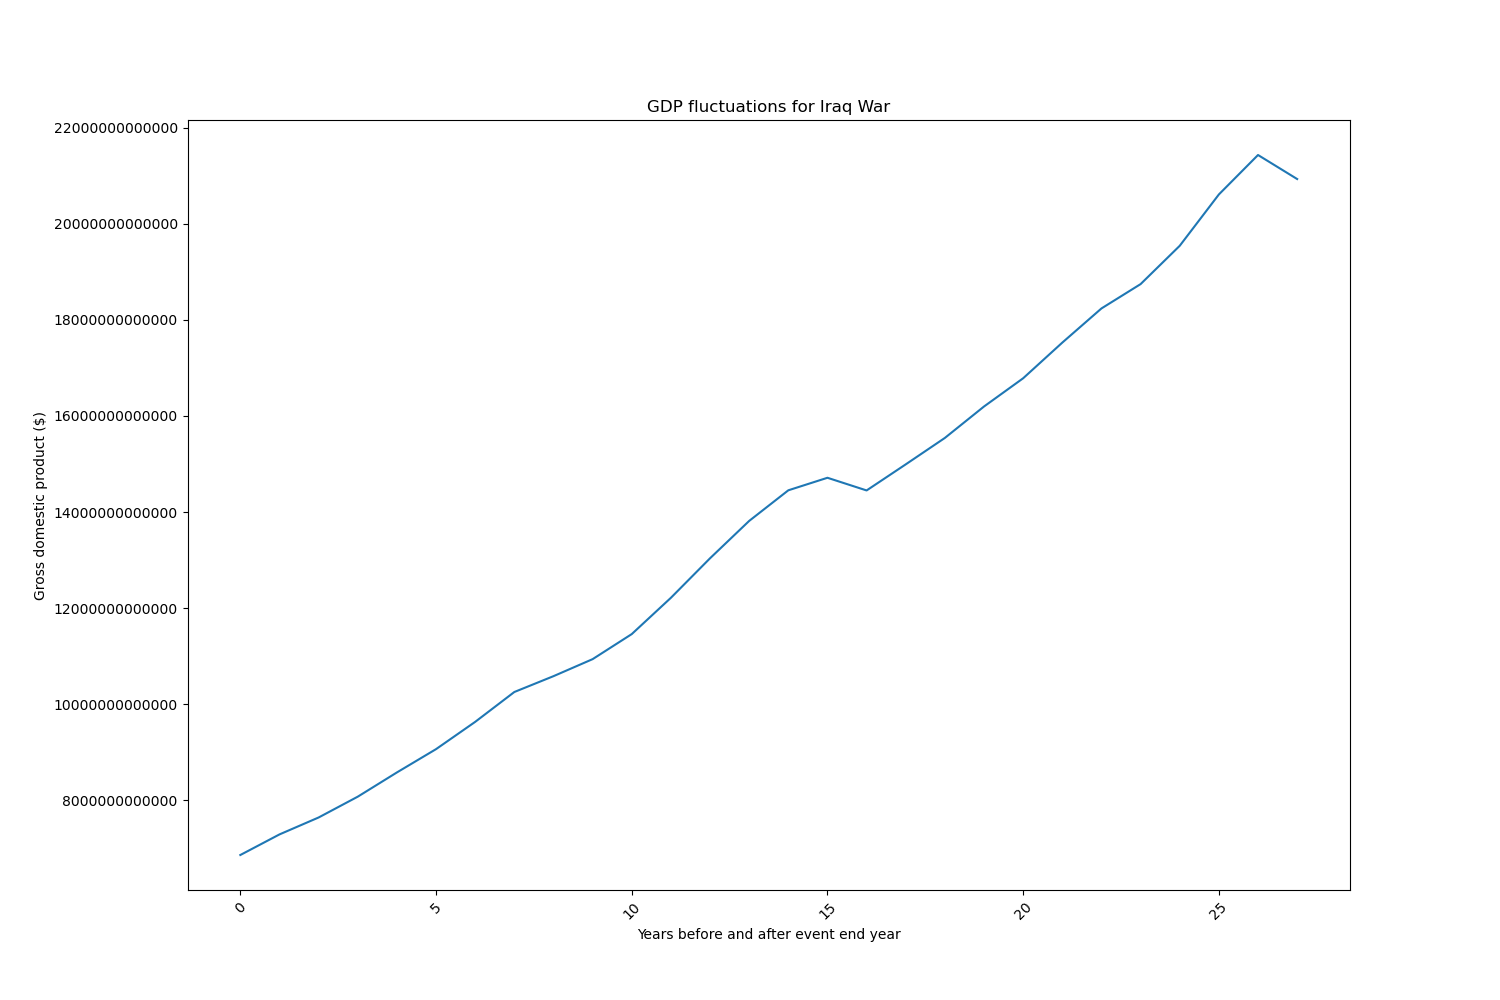 GDP fluctuations for Iraq War
22000000000000
20000000000000
18000000000000
16000000000000
14000000000000
12000000000000
10000000000000
8000000000000
Gross domestic product ($)
0 5 10 15 20 25
Years before and after event end year